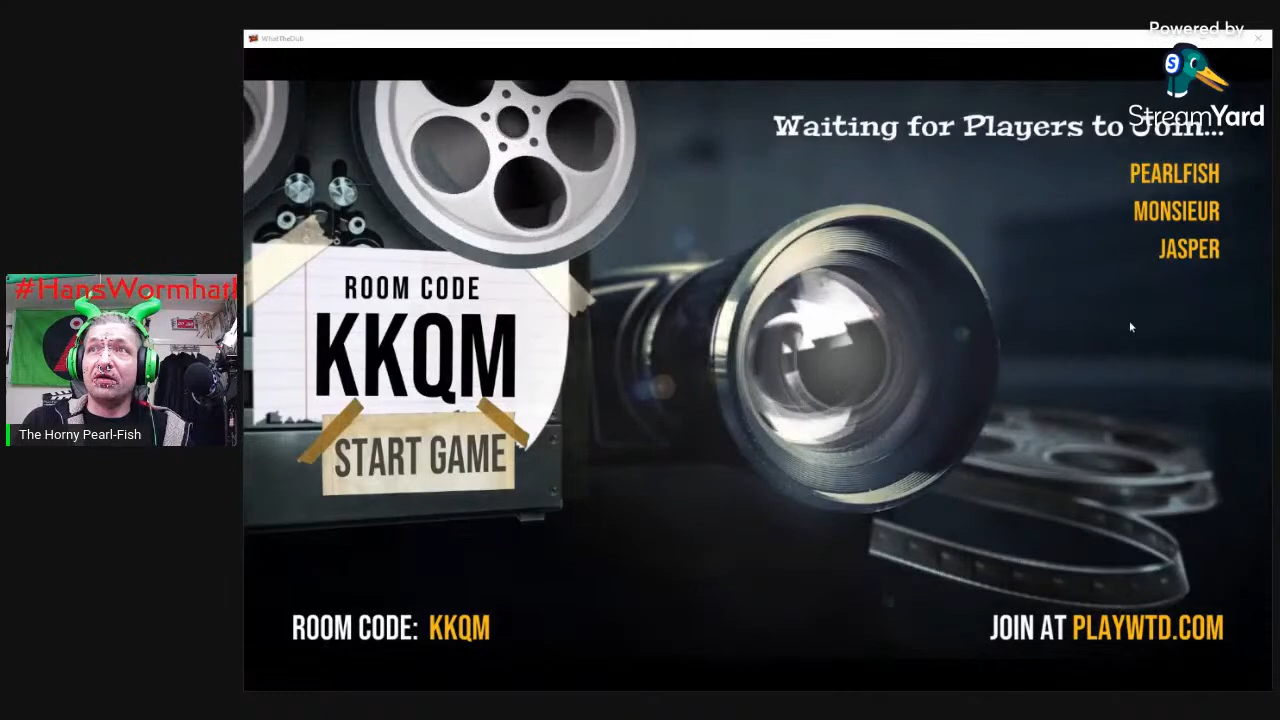 WhatTheDub
Powered by
StreamYard
Waiting for Players to Join...
PEARLFISH
MONSIEUR
JASPER
#HansWormhat
The Horny Pearl-Fish
ROOM CODE
KKQM
START GAME
ROOM CODE: KKQM
JOIN AT PLAYWTD.COM